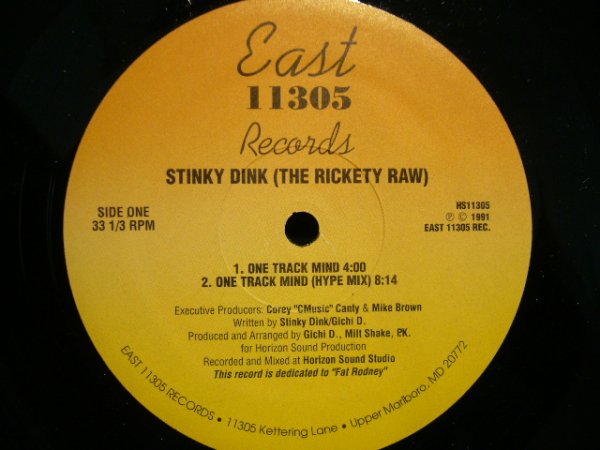 East
11305
Records
STINKY DINK (THE RICKETY RAW)
SIDE ONE
33 1/3 RPM
HS11305
℗ © 1991
EAST 11305 REC.
1. ONE TRACK MIND 4:00
2. ONE TRACK MIND (HYPE MIX) 8:14
Executive Producers: Corey "CMusic" Canty & Mike Brown
Written by Stinky Dink/Gichi D.
Produced and Arranged by Gichi D., Milt Shake, P.K.
for Horizon Sound Production
Recorded and Mixed at Horizon Sound Studio
This record is dedicated to "Fat Rodney"
EAST 11305 RECORDS • 11305 Kettering Lane • Upper Marlboro, MD 20772